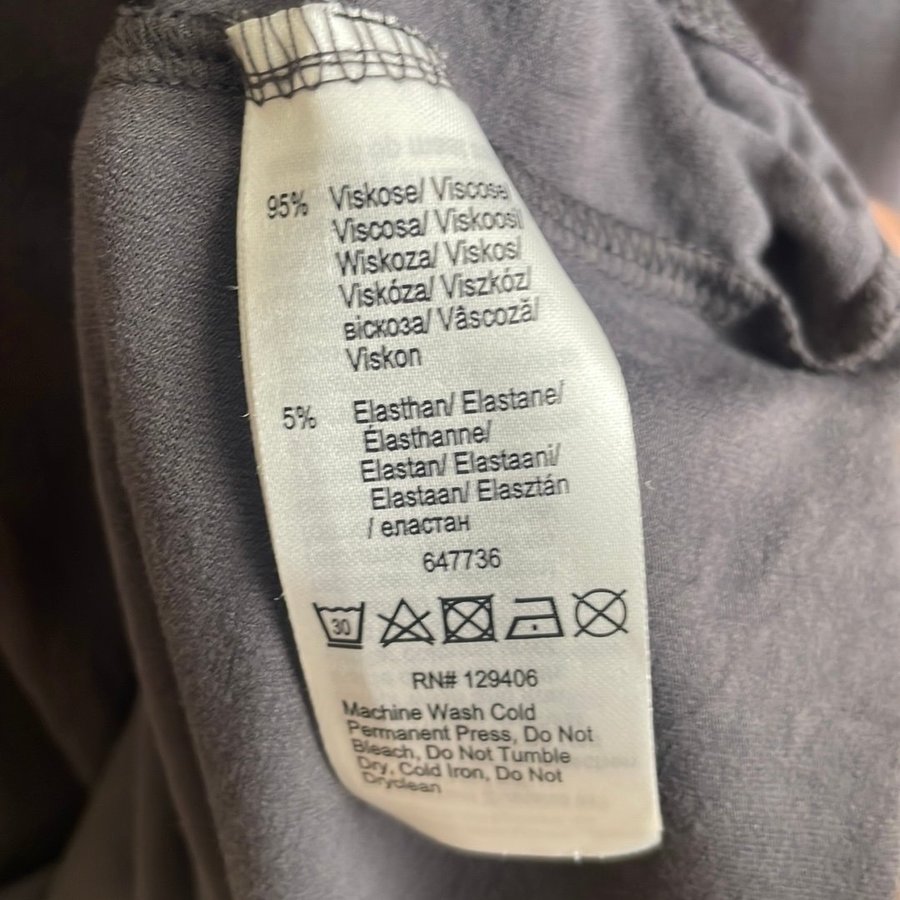 95% Viskose/ Viscose/
Viscosa/ Viskoosi/
Wiskoza/ Viskos/
Viskóza/ Viszkóz/
віскоза/ Vâscoză/
Viskon
5% Elasthan/ Elastane/
Élasthanne/
Elastan/ Elastaani/
Elastaan/ Elasztán
/ еластан
647736
30
RN# 129406
Machine Wash Cold
Permanent Press, Do Not
Bleach, Do Not Tumble
Dry, Cold Iron, Do Not
Dryclean